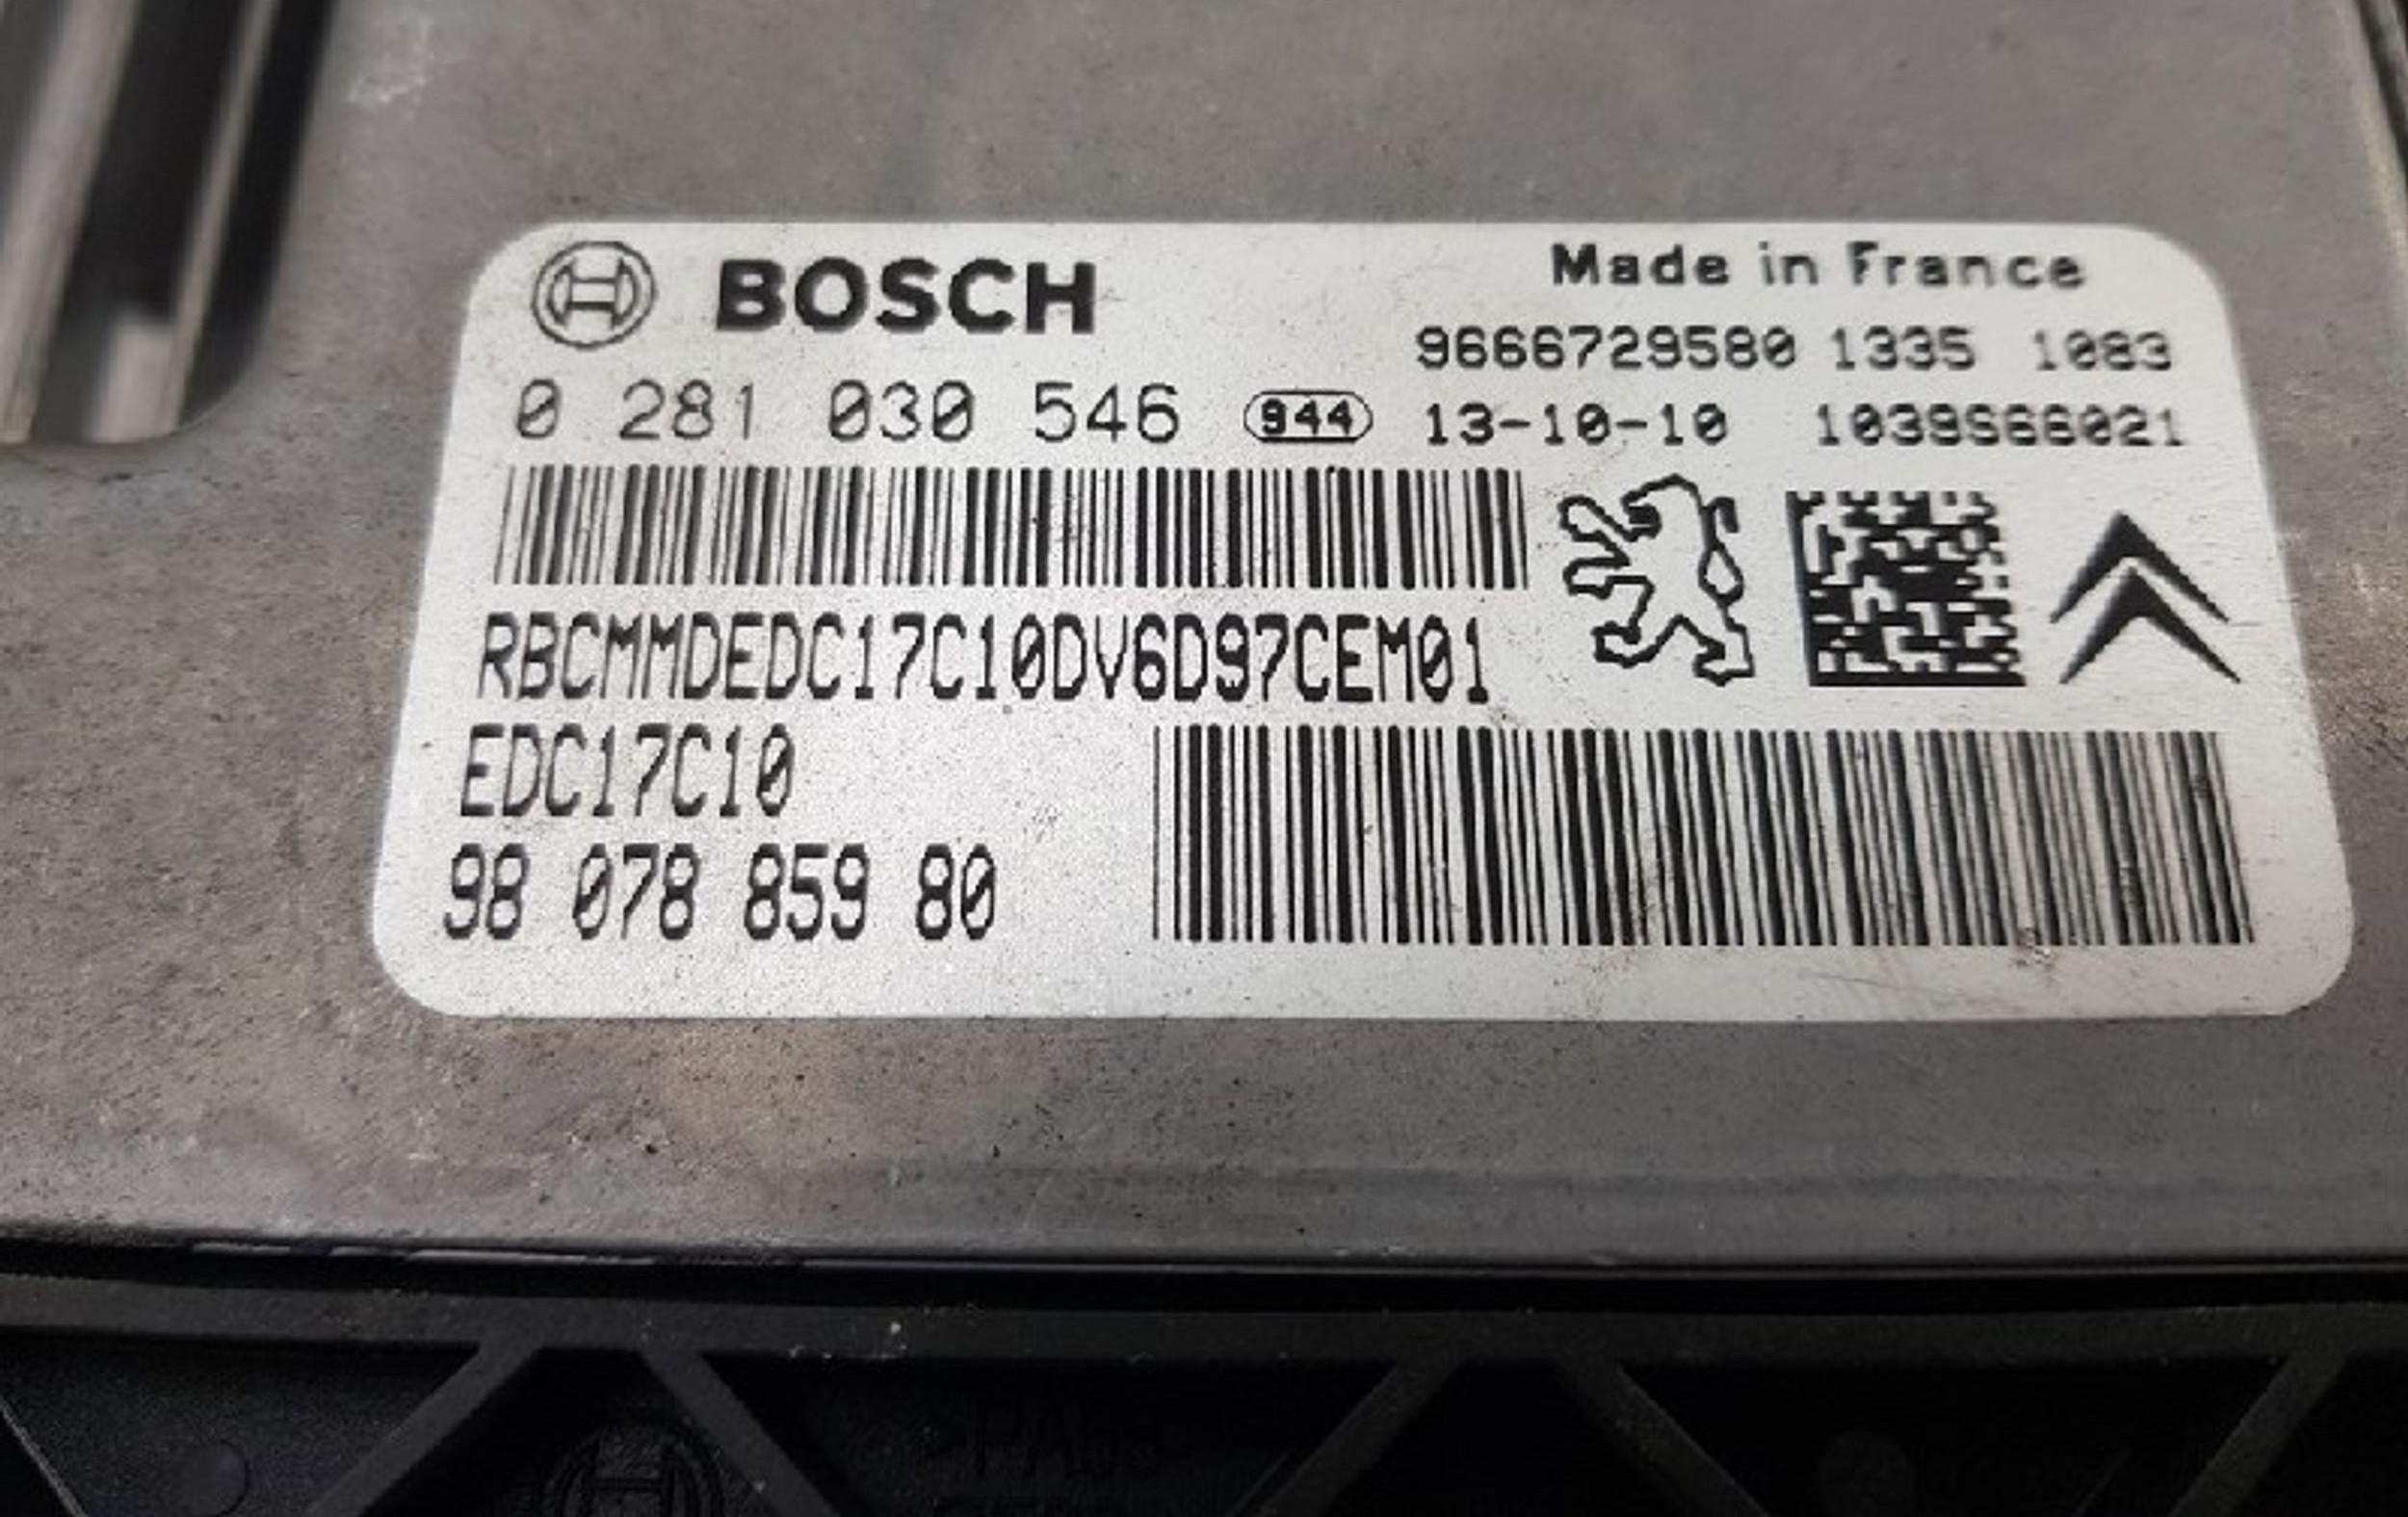 BOSCH
Made in France
9666729580 1335 1083
0 281 030 546 944 13-10-10 1039S66021
RBCMMDEDC17C10DV6D97CEM01
EDC17C10
98 078 859 80